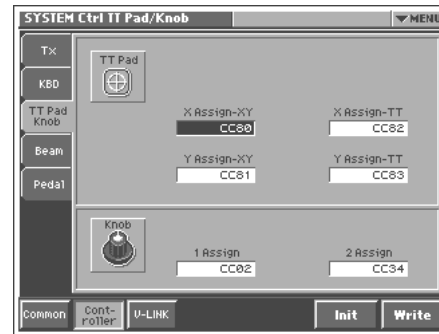 SYSTEM Ctrl TT Pad/Knob
▼MENU
Tx
KBD
TT Pad
Knob
Beam
Pedal
TT Pad
X Assign-XY X Assign-TT
CC80 CC82
Y Assign-XY Y Assign-TT
CC81 CC83
Knob
1 Assign 2 Assign
CC02 CC34
Common
Cont-
roller
V-LINK
Init
Write